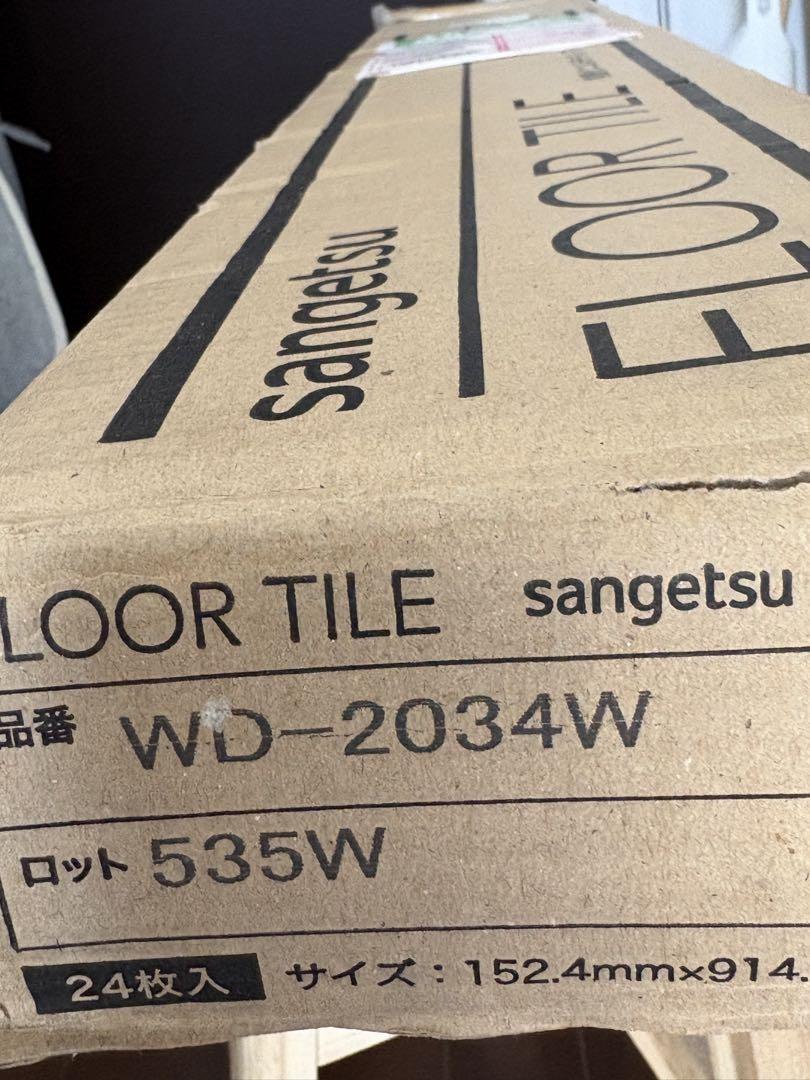 sangetsu
FLOOR TILE
LOOR TILE sangetsu
品番 WD-2034W
ロット 535W
24枚入 サイズ：152.4mm×914.